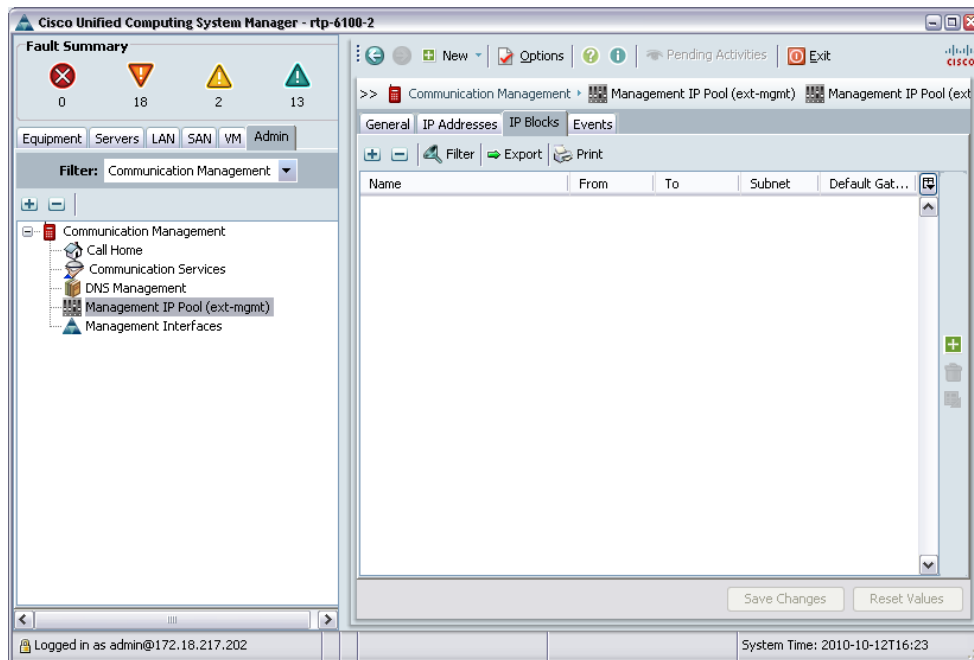 Cisco Unified Computing System Manager - rtp-6100-2
Fault Summary
0 18 2 13
New Options Pending Activities Exit
CISCO
>> Communication Management Management IP Pool (ext-mgmt) Management IP Pool (ext
Equipment Servers LAN SAN VM Admin
General IP Addresses IP Blocks Events
Filter: Communication Management
Filter Export Print
Name From To Subnet Default Gat...
Communication Management
Call Home
Communication Services
DNS Management
Management IP Pool (ext-mgmt)
Management Interfaces
Save Changes Reset Values
Logged in as admin@172.18.217.202
System Time: 2010-10-12T16:23